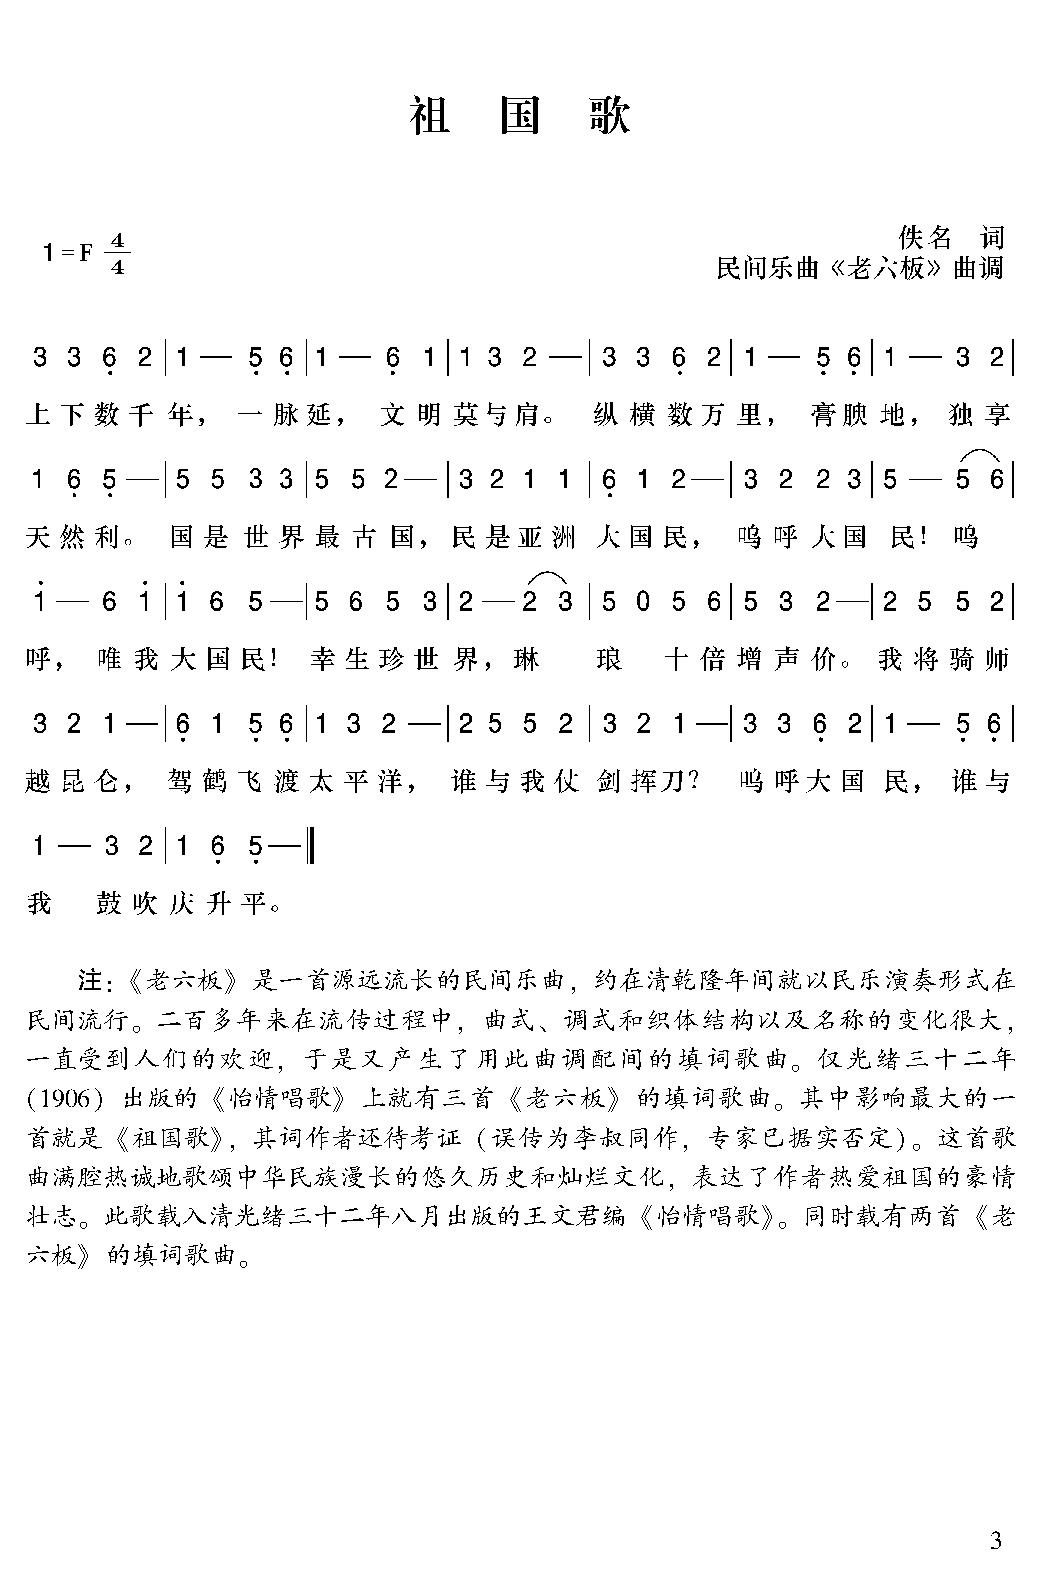 祖 国 歌
1=F 4/4
佚名 词
民间乐曲《老六板》曲调
3 3 6̣ 2 | 1 — 5̣ 6̣ | 1 — 6̣ 1 | 1 3 2 — | 3 3 6̣ 2 | 1 — 5̣ 6̣ | 1 — 3 2 |
上下数千年，一脉延，文明莫与肩。纵横数万里，膏腴地，独享
1 6̣ 5̣ — | 5 5 3 3 | 5 5 2 — | 3 2 1 1 | 6̣ 1 2 — | 3 2 2 3 | 5 — 5 6 |
天然利。国是世界最古国，民是亚洲大国民，呜呼大国民！呜
1̇ — 6 1̇ | 1̇ 6 5 — | 5 6 5 3 | 2 — 2 3 | 5 0 5 6 | 5 3 2 — | 2 5 5 2 |
呼，唯我大国民！幸生珍世界，琳 琅 十倍增声价。我将骑师
3 2 1 — | 6̣ 1 5̣ 6̣ | 1 3 2 — | 2 5 5 2 | 3 2 1 — | 3 3 6̣ 2 | 1 — 5̣ 6̣ |
越昆仑，驾鹤飞渡太平洋，谁与我仗剑挥刀？呜呼大国民，谁与
1 — 3 2 | 1 6̣ 5̣ — ‖
我 鼓吹庆升平。
注：《老六板》是一首源远流长的民间乐曲，约在清乾隆年间就以民乐演奏形式在
民间流行。二百多年来在流传过程中，曲式、调式和织体结构以及名称的变化很大，
一直受到人们的欢迎，于是又产生了用此曲调配间的填词歌曲。仅光绪三十二年
(1906) 出版的《怡情唱歌》上就有三首《老六板》的填词歌曲。其中影响最大的一
首就是《祖国歌》，其词作者还待考证（误传为李叔同作，专家已据实否定）。这首歌
曲满腔热诚地歌颂中华民族漫长的悠久历史和灿烂文化，表达了作者热爱祖国的豪情
壮志。此歌载入清光绪三十二年八月出版的王文君编《怡情唱歌》。同时载有两首《老
六板》的填词歌曲。
3